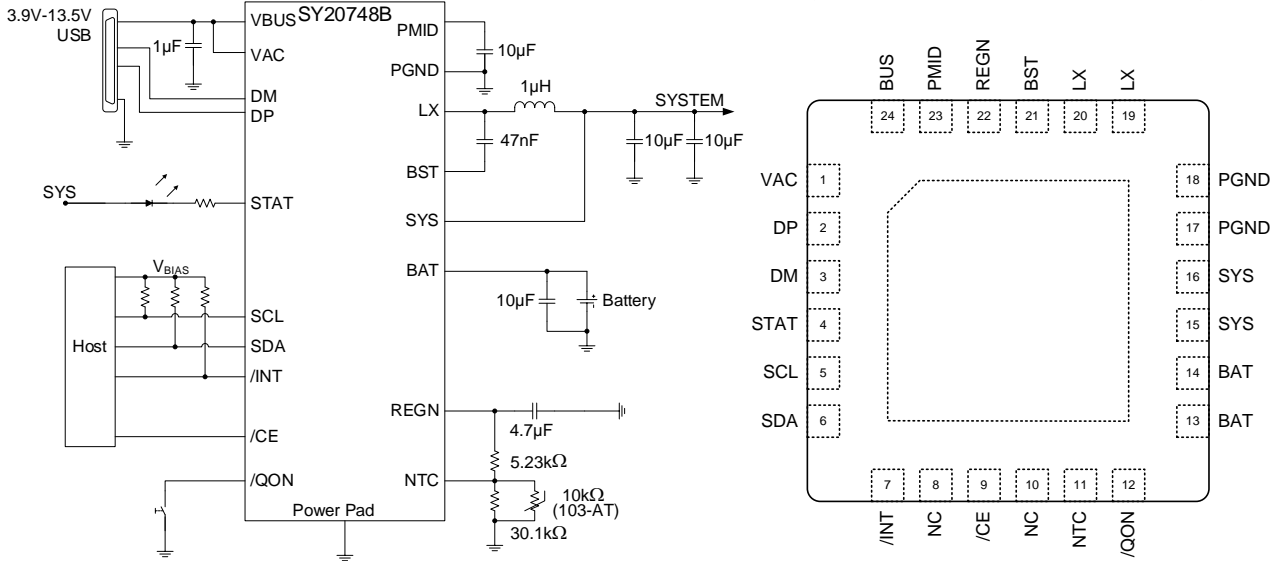 3.9V-13.5V
USB
1µF
VBUS
SY20748B
VAC
DM
DP
SYS
STAT
VBIAS
Host
SCL
SDA
/INT
/CE
/QON
Power Pad
PMID
10µF
PGND
1µH
LX
SYSTEM
47nF
10µF
10µF
BST
SYS
BAT
10µF
Battery
REGN
4.7µF
5.23kΩ
NTC
10kΩ
(103-AT)
30.1kΩ
BUS
PMID
REGN
BST
LX
LX
24
23
22
21
20
19
VAC 1
DP 2
DM 3
STAT 4
SCL 5
SDA 6
18 PGND
17 PGND
16 SYS
15 SYS
14 BAT
13 BAT
7
8
9
10
11
12
/INT
NC
/CE
NC
NTC
/QON